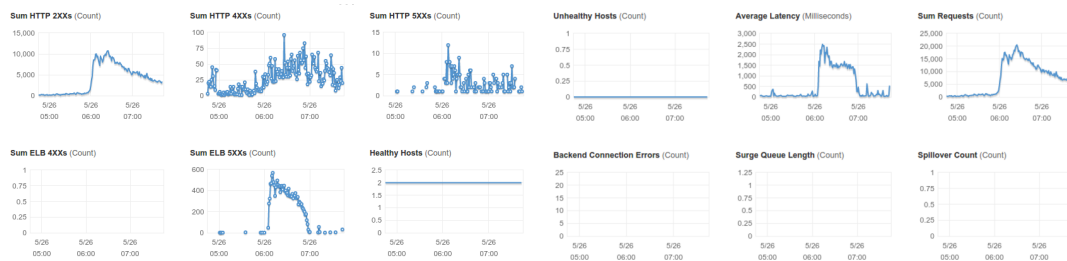 Sum HTTP 2XXs (Count)
15,000
10,000
5,000
0
5/26 5/26 5/26
05:00 06:00 07:00
Sum HTTP 4XXs (Count)
100
75
50
25
0
5/26 5/26 5/26
05:00 06:00 07:00
Sum HTTP 5XXs (Count)
15
10
5
0
5/26 5/26 5/26
05:00 06:00 07:00
Unhealthy Hosts (Count)
1
0.75
0.5
0.25
0
5/26 5/26 5/26
05:00 06:00 07:00
Average Latency (Milliseconds)
3,000
2,500
2,000
1,500
1,000
500
0
5/26 5/26 5/26
05:00 06:00 07:00
Sum Requests (Count)
25,000
20,000
15,000
10,000
5,000
0
5/26 5/26 5/26
05:00 06:00 07:00
Sum ELB 4XXs (Count)
1
0.75
0.5
0.25
0
5/26 5/26 5/26
05:00 06:00 07:00
Sum ELB 5XXs (Count)
600
400
200
0
5/26 5/26 5/26
05:00 06:00 07:00
Healthy Hosts (Count)
2.5
2
1.5
1
0.5
0
5/26 5/26 5/26
05:00 06:00 07:00
Backend Connection Errors (Count)
25
20
15
10
5
0
5/26 5/26 5/26
05:00 06:00 07:00
Surge Queue Length (Count)
1.25
1
0.75
0.5
0.25
0
5/26 5/26 5/26
05:00 06:00 07:00
Spillover Count (Count)
1
0.75
0.5
0.25
0
5/26 5/26 5/26
05:00 06:00 07:00